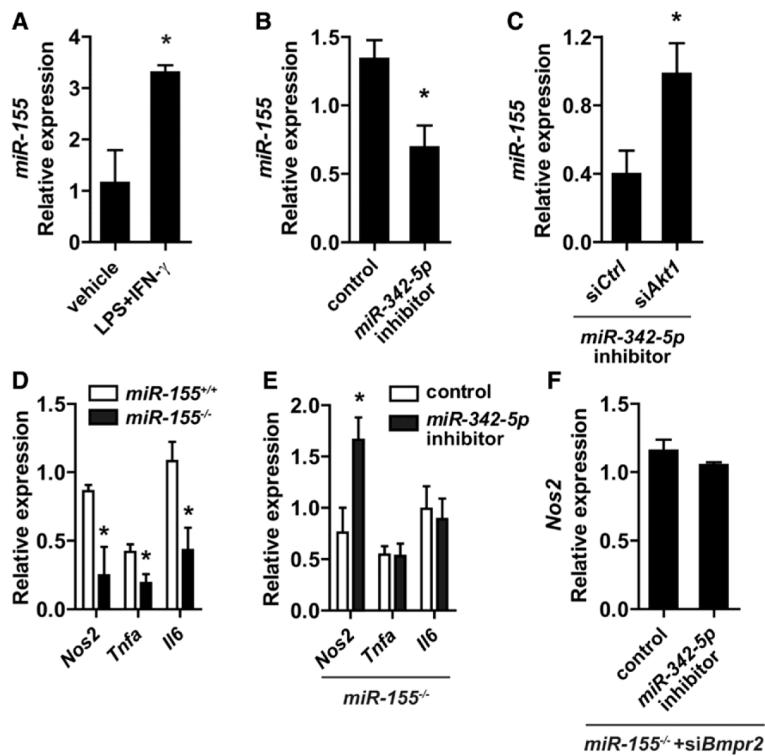 A
miR-155
Relative expression
4
3
2
1
0
*
vehicle
LPS+IFN-γ
B
miR-155
Relative expression
1.5
1.0
0.5
0.0
*
control
miR-342-5p
inhibitor
C
miR-155
Relative expression
1.2
0.8
0.4
0.0
*
siCtrl
siAkt1
miR-342-5p
inhibitor
D
miR-155+/+
miR-155-/-
Relative expression
1.5
1.0
0.5
0.0
*
*
*
Nos2
Tnfa
Il6
E
control
miR-342-5p
inhibitor
Relative expression
2.0
1.5
1.0
0.5
0.0
*
Nos2
Tnfa
Il6
miR-155-/-
F
Nos2
Relative expression
1.5
1.0
0.5
0.0
control
miR-342-5p
inhibitor
miR-155-/-+siBmpr2